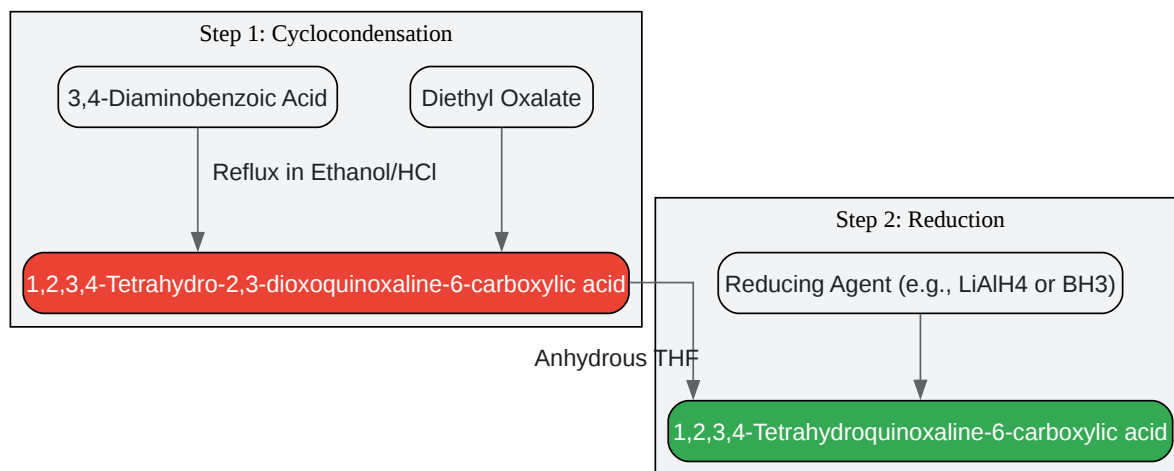 Step 1: Cyclocondensation
3,4-Diaminobenzoic Acid
Diethyl Oxalate
Reflux in Ethanol/HCl
1,2,3,4-Tetrahydro-2,3-dioxoquinoxaline-6-carboxylic acid
Step 2: Reduction
Reducing Agent (e.g., LiAlH4 or BH3)
Anhydrous THF
1,2,3,4-Tetrahydroquinoxaline-6-carboxylic acid